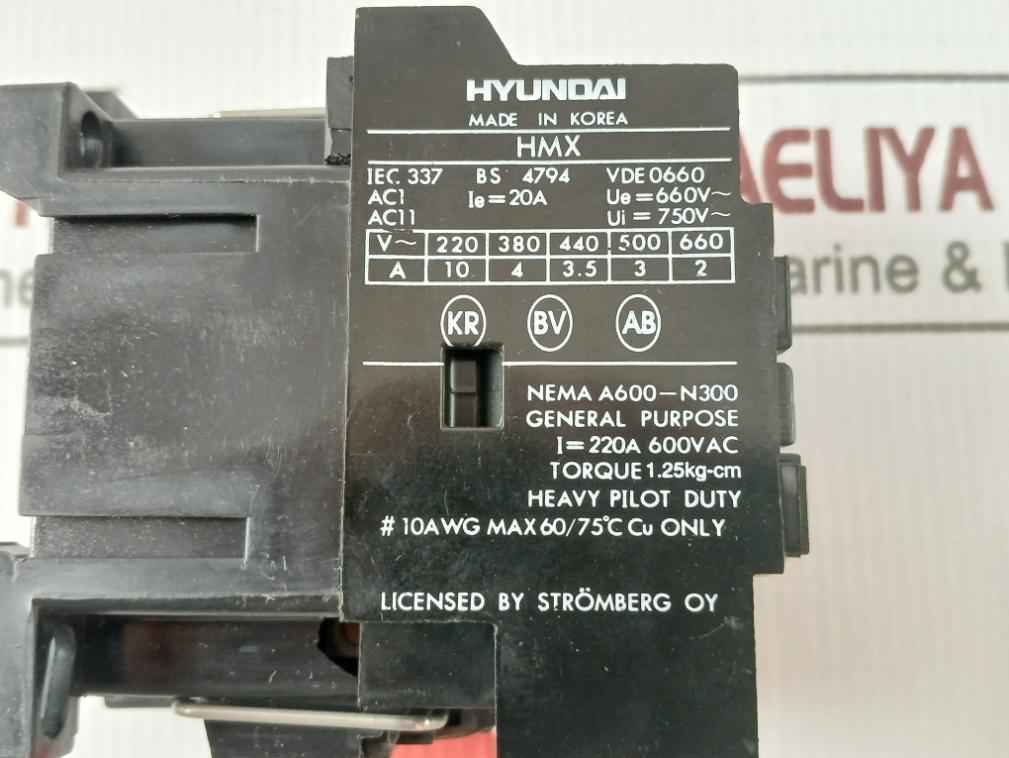 HYUNDAI
MADE IN KOREA
HMX
IEC. 337 BS 4794 VDE 0660
AC1 Ie = 20A Ue = 660V~
AC11 Ui = 750V~
V~ 220 380 440 500 660
A 10 4 3.5 3 2
KR BV AB
NEMA A600-N300
GENERAL PURPOSE
I = 220A 600VAC
TORQUE 1.25kg-cm
HEAVY PILOT DUTY
# 10AWG MAX 60/75°C Cu ONLY
LICENSED BY STRÖMBERG OY
AELIYA
arine &